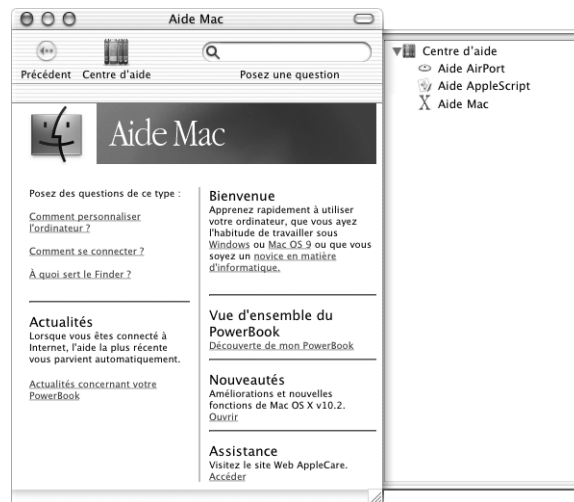 Aide Mac
Précédent
Centre d'aide
Posez une question
Aide Mac
Posez des questions de ce type :
Comment personnaliser
l'ordinateur ?
Comment se connecter ?
À quoi sert le Finder ?
Actualités
Lorsque vous êtes connecté à
Internet, l'aide la plus récente
vous parvient automatiquement.
Actualités concernant votre
PowerBook
Bienvenue
Apprenez rapidement à utiliser
votre ordinateur, que vous ayez
l'habitude de travailler sous
Windows ou Mac OS 9 ou que vous
soyez un novice en matière
d'informatique.
Vue d'ensemble du
PowerBook
Découverte de mon PowerBook
Nouveautés
Améliorations et nouvelles
fonctions de Mac OS X v10.2.
Ouvrir
Assistance
Visitez le site Web AppleCare.
Accéder
Centre d'aide
Aide AirPort
Aide AppleScript
Aide Mac